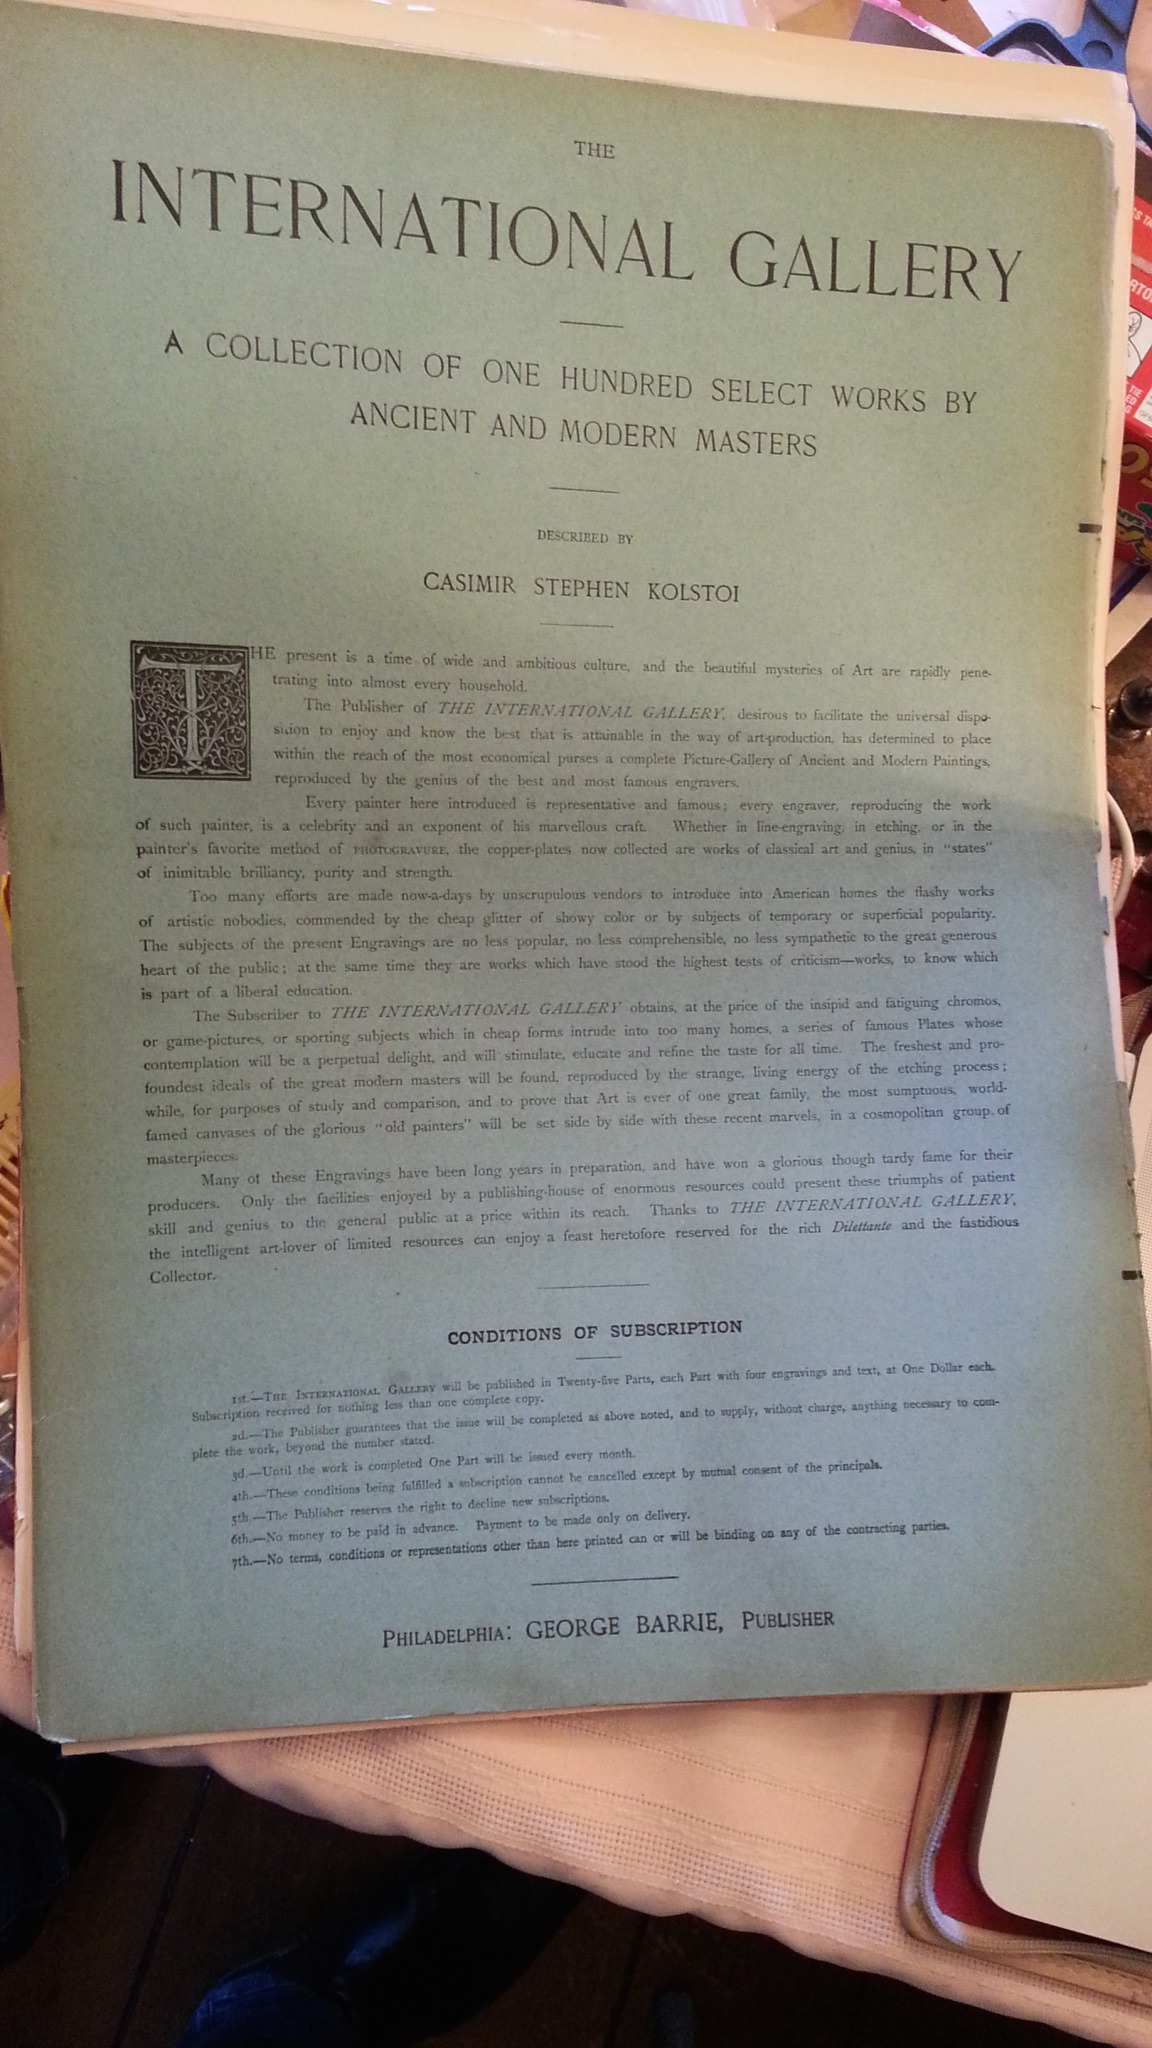 THE
INTERNATIONAL GALLERY
A COLLECTION OF ONE HUNDRED SELECT WORKS BY
ANCIENT AND MODERN MASTERS
DESCRIBED BY
CASIMIR STEPHEN KOLSTOI
THE present is a time of wide and ambitious culture, and the beautiful mysteries of Art are rapidly pene-
trating into almost every household.
The Publisher of THE INTERNATIONAL GALLERY, desirous to facilitate the universal dispo-
sition to enjoy and know the best that is attainable in the way of art-production, has determined to place
within the reach of the most economical purses a complete Picture-Gallery of Ancient and Modern Paintings,
reproduced by the genius of the best and most famous engravers.
Every painter here introduced is representative and famous; every engraver, reproducing the work
of such painter, is a celebrity and an exponent of his marvellous craft. Whether in line-engraving, in etching, or in the
painter's favorite method of PHOTOGRAVURE, the copper-plates now collected are works of classical art and genius, in "states"
of inimitable brilliancy, purity and strength.
Too many efforts are made now-a-days by unscrupulous vendors to introduce into American homes the flashy works
of artistic nobodies, commended by the cheap glitter of showy color or by subjects of temporary or superficial popularity.
The subjects of the present Engravings are no less popular, no less comprehensible, no less sympathetic to the great generous
heart of the public; at the same time they are works which have stood the highest tests of criticism—works, to know which
is part of a liberal education.
The Subscriber to THE INTERNATIONAL GALLERY obtains, at the price of the insipid and fatiguing chromos,
or game-pictures, or sporting subjects which in cheap forms intrude into too many homes, a series of famous Plates whose
contemplation will be a perpetual delight, and will stimulate, educate and refine the taste for all time. The freshest and pro-
foundest ideals of the great modern masters will be found, reproduced by the strange, living energy of the etching process;
while, for purposes of study and comparison, and to prove that Art is ever of one great family, the most sumptuous, world-
famed canvases of the glorious "old painters" will be set side by side with these recent marvels, in a cosmopolitan group of
masterpieces.
Many of these Engravings have been long years in preparation, and have won a glorious though tardy fame for their
producers. Only the facilities enjoyed by a publishing-house of enormous resources could present these triumphs of patient
skill and genius to the general public at a price within its reach. Thanks to THE INTERNATIONAL GALLERY,
the intelligent art-lover of limited resources can enjoy a feast heretofore reserved for the rich Dilettante and the fastidious
Collector.
CONDITIONS OF SUBSCRIPTION
1st.—THE INTERNATIONAL GALLERY will be published in Twenty-five Parts, each Part with four engravings and text, at One Dollar each.
Subscription received for nothing less than one complete copy.
2d.—The Publisher guarantees that the issue will be completed as above noted, and to supply, without charge, anything necessary to com-
plete the work, beyond the number stated.
3d.—Until the work is completed One Part will be issued every month.
4th.—These conditions being fulfilled a subscription cannot be cancelled except by mutual consent of the principals.
5th.—The Publisher reserves the right to decline new subscriptions.
6th.—No money to be paid in advance. Payment to be made only on delivery.
7th.—No terms, conditions or representations other than here printed can or will be binding on any of the contracting parties.
PHILADELPHIA: GEORGE BARRIE, PUBLISHER